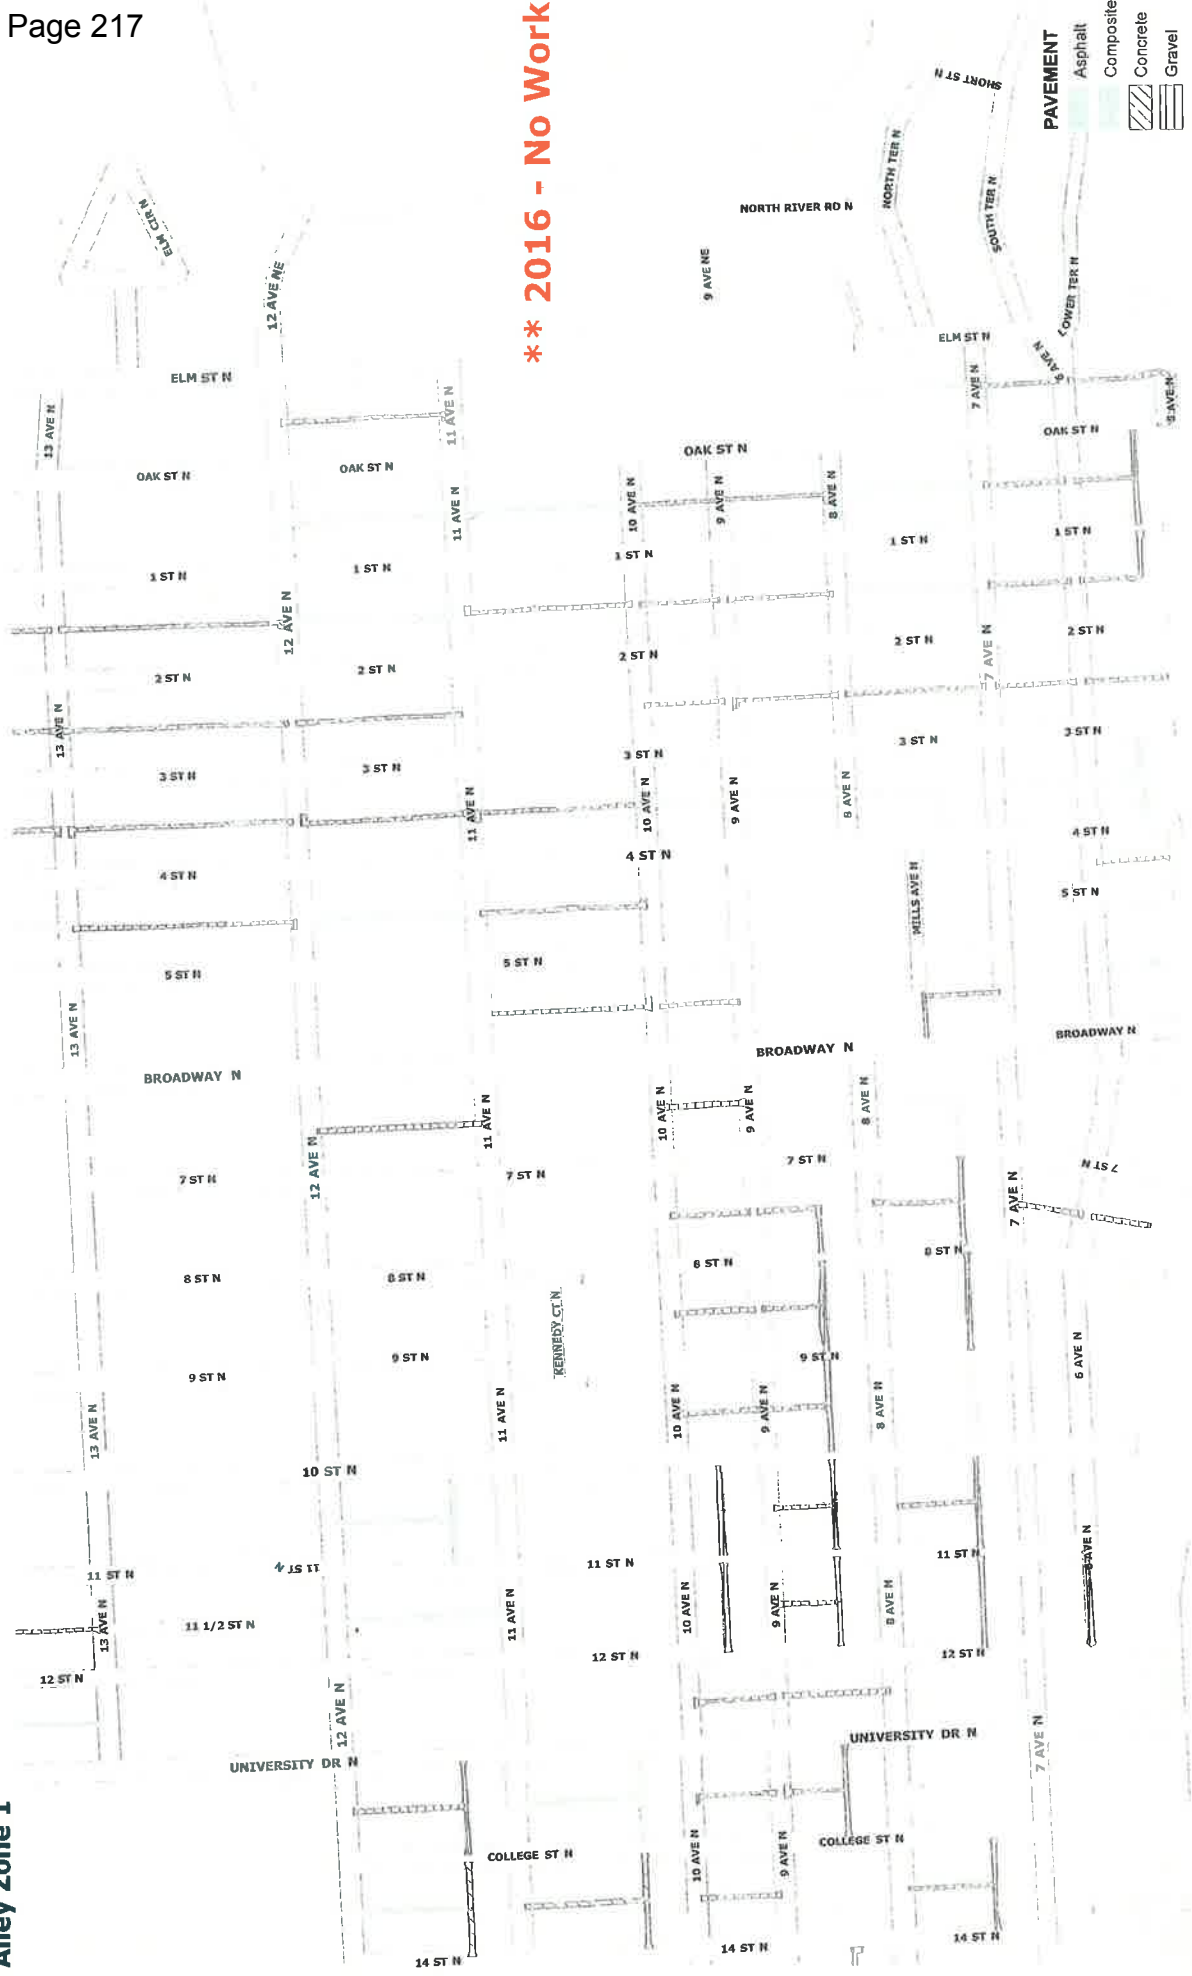 Page 217
** 2016 - No Work
PAVEMENT
Asphalt
Composite
Concrete
Gravel
SHORT ST N
NORTH TER N
SOUTH TER N
LOWER TER N
NORTH RIVER RD N
ELM CIR N
12 AVE NE
9 AVE NE
ELM ST N
ELM ST N
6 AVE N
7 AVE N
5 AVE N
13 AVE N
11 AVE N
OAK ST N
OAK ST N
OAK ST N
OAK ST N
11 AVE N
10 AVE N
9 AVE N
8 AVE N
1 ST N
1 ST N
1 ST N
1 ST N
1 ST N
12 AVE N
7 AVE N
2 ST N
2 ST N
2 ST N
2 ST N
2 ST N
13 AVE N
3 ST N
3 ST N
3 ST N
3 ST N
3 ST N
11 AVE N
10 AVE N
9 AVE N
8 AVE N
4 ST N
4 ST N
4 ST N
MILLS AVE N
5 ST N
5 ST N
5 ST N
13 AVE N
BROADWAY N
BROADWAY N
BROADWAY N
12 AVE N
11 AVE N
10 AVE N
9 AVE N
8 AVE N
7 AVE N
7 ST N
7 ST N
7 ST N
7 ST N
8 ST N
8 ST N
8 ST N
8 ST N
KENNEDY CT N
9 ST N
9 ST N
9 ST N
6 AVE N
13 AVE N
11 AVE N
10 AVE N
9 AVE N
8 AVE N
10 ST N
11 ST N
11 ST N
11 ST N
11 ST N
6 AVE N
13 AVE N
11 1/2 ST N
11 AVE N
10 AVE N
9 AVE N
8 AVE N
12 ST N
12 ST N
12 ST N
12 AVE N
7 AVE N
UNIVERSITY DR N
UNIVERSITY DR N
COLLEGE ST N
COLLEGE ST N
10 AVE N
9 AVE N
14 ST N
14 ST N
14 ST N
Alley Zone 1